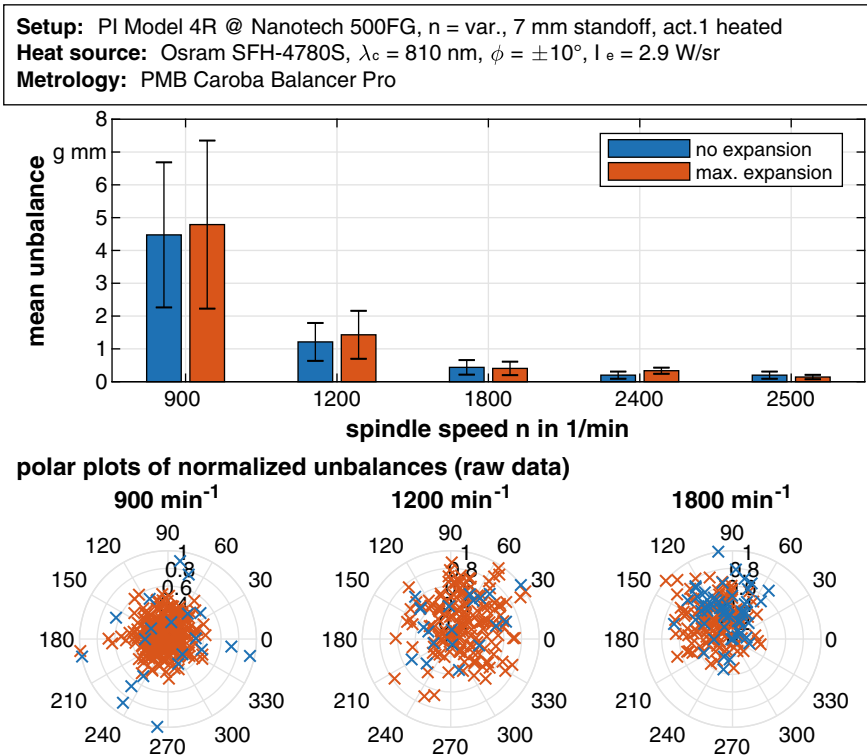 Setup: PI Model 4R @ Nanotech 500FG, n = var., 7 mm standoff, act.1 heated
Heat source: Osram SFH-4780S, λc = 810 nm, ϕ = ±10°, I e = 2.9 W/sr
Metrology: PMB Caroba Balancer Pro
8
g mm
6
5
4
3
2
1
0
mean unbalance
no expansion
max. expansion
900 1200 1800 2400 2500
spindle speed n in 1/min
polar plots of normalized unbalances (raw data)
900 min⁻¹ 1200 min⁻¹ 1800 min⁻¹
90 90 90
120 60 120 60 120 60
1 1 1
0.8 0.8 0.8
0.6
150 30 150 30 150 30
180 0 180 0 180 0
210 330 210 330 210 330
240 300 240 300 240 300
270 270 270